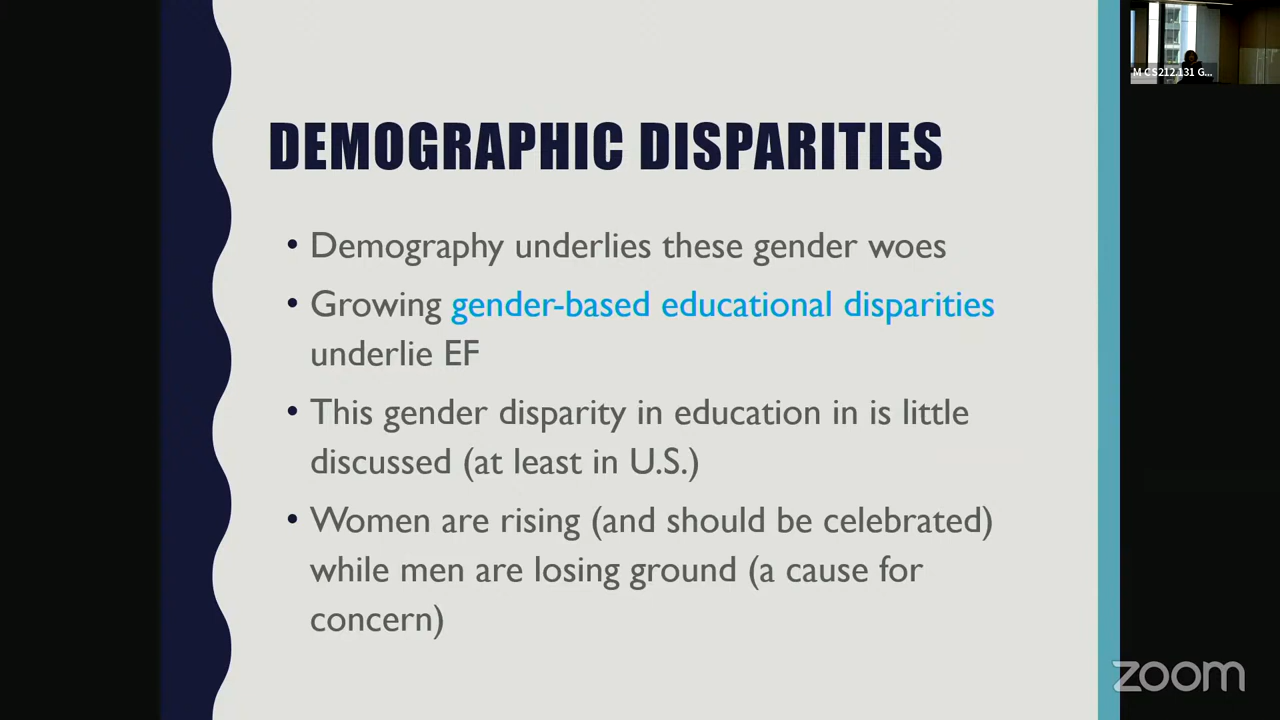 M CS212.131 G...
DEMOGRAPHIC DISPARITIES
• Demography underlies these gender woes
• Growing gender-based educational disparities
underlie EF
• This gender disparity in education in is little
discussed (at least in U.S.)
• Women are rising (and should be celebrated)
while men are losing ground (a cause for
concern)
zoom